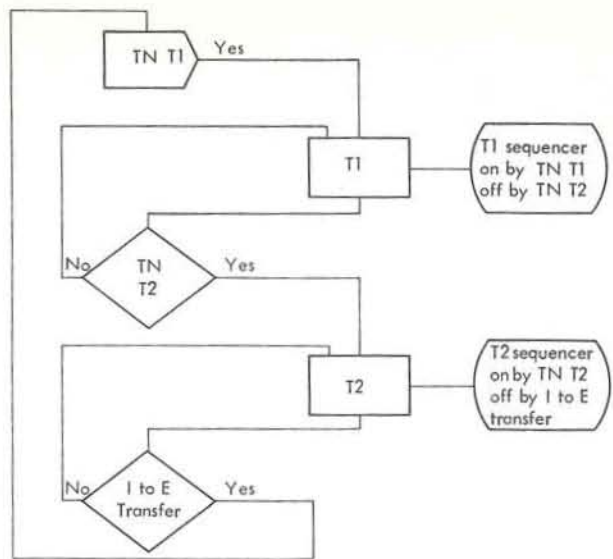 TN T1
Yes
T1
T1 sequencer
on by TN T1
off by TN T2
TN
T2
No
Yes
T2
T2 sequencer
on by TN T2
off by I to E
transfer
I to E
Transfer
No
Yes